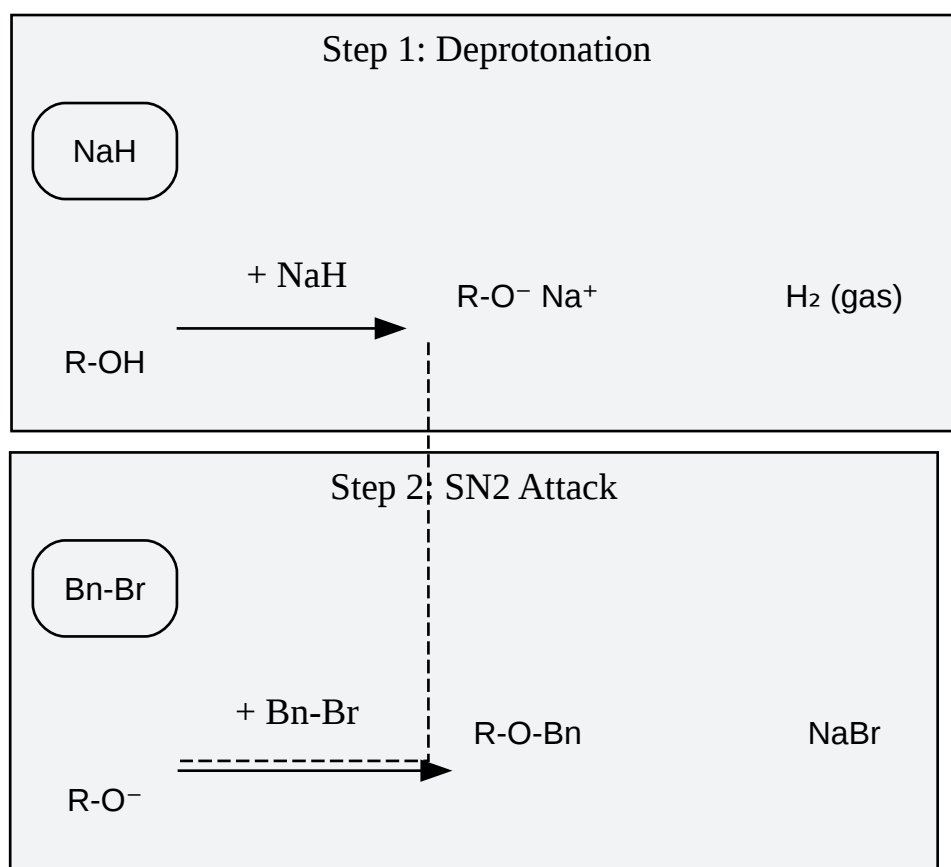 Step 1: Deprotonation
NaH
+ NaH
R-O⁻ Na⁺
H₂ (gas)
R-OH
Step 2: SN2 Attack
Bn-Br
+ Bn-Br
R-O-Bn
NaBr
R-O⁻